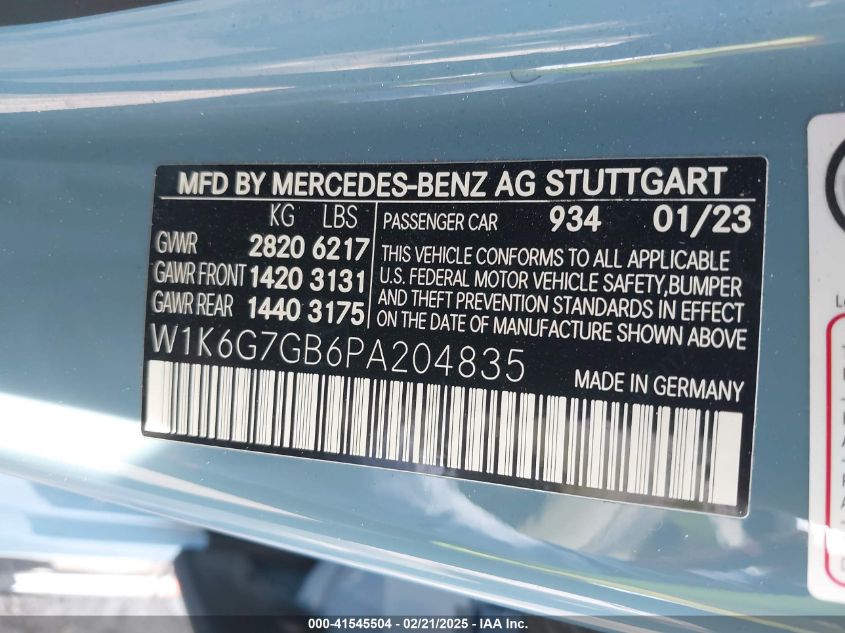 MFD BY MERCEDES-BENZ AG STUTTGART
KG LBS
GVWR 2820 6217
GAWR FRONT 1420 3131
GAWR REAR 1440 3175
PASSENGER CAR 934 01/23
THIS VEHICLE CONFORMS TO ALL APPLICABLE
U.S. FEDERAL MOTOR VEHICLE SAFETY,BUMPER
AND THEFT PREVENTION STANDARDS IN EFFECT
ON THE DATE OF MANUFACTURE SHOWN ABOVE
W1K6G7GB6PA204835
MADE IN GERMANY
000-41545504 - 02/21/2025 - IAA Inc.